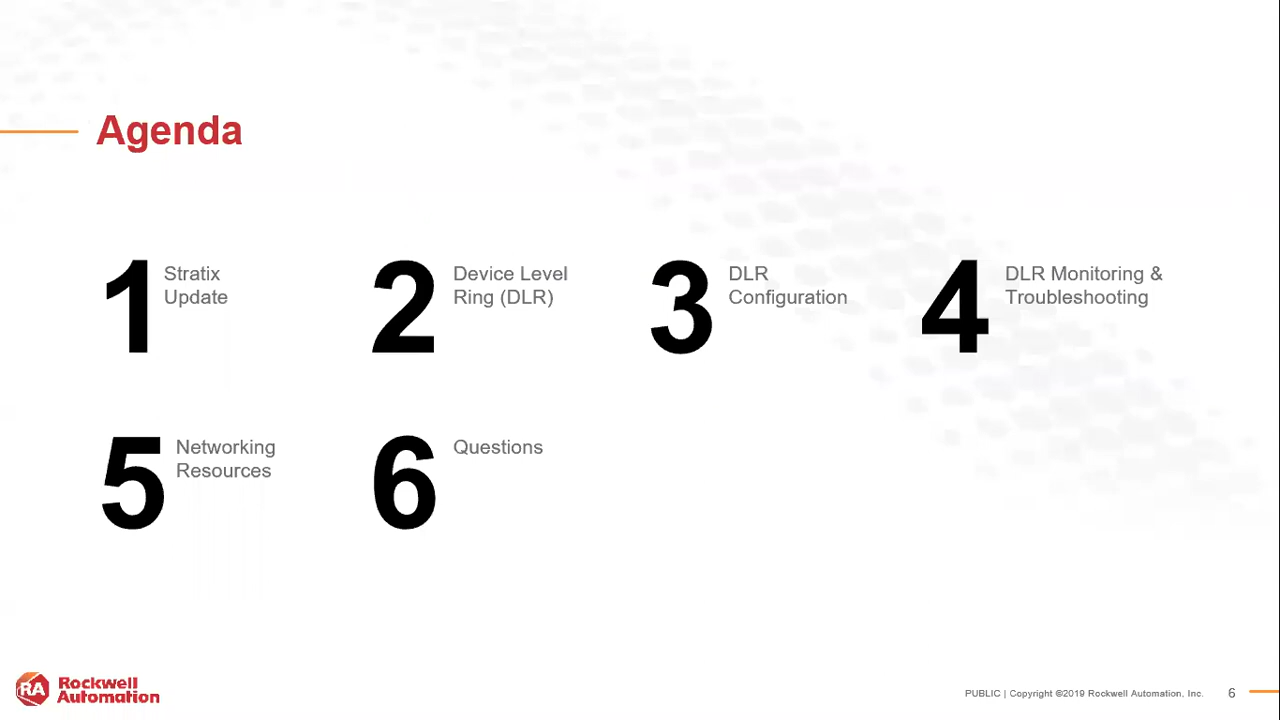 Agenda
1
Stratix
Update
2
Device Level
Ring (DLR)
3
DLR
Configuration
4
DLR Monitoring &
Troubleshooting
5
Networking
Resources
6
Questions
RA
Rockwell
Automation
PUBLIC | Copyright ©2019 Rockwell Automation, Inc.
6